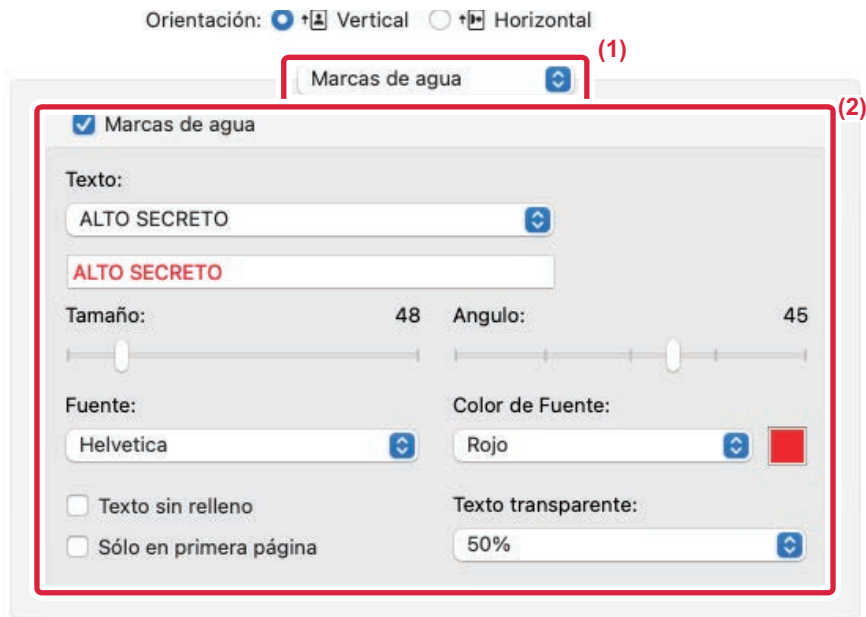 Orientación: Vertical Horizontal
(1)
Marcas de agua
(2)
Marcas de agua
Texto:
ALTO SECRETO
ALTO SECRETO
Tamaño: 48 Angulo: 45
Fuente: Color de Fuente:
Helvetica Rojo
Texto sin relleno Texto transparente:
Sólo en primera página 50%